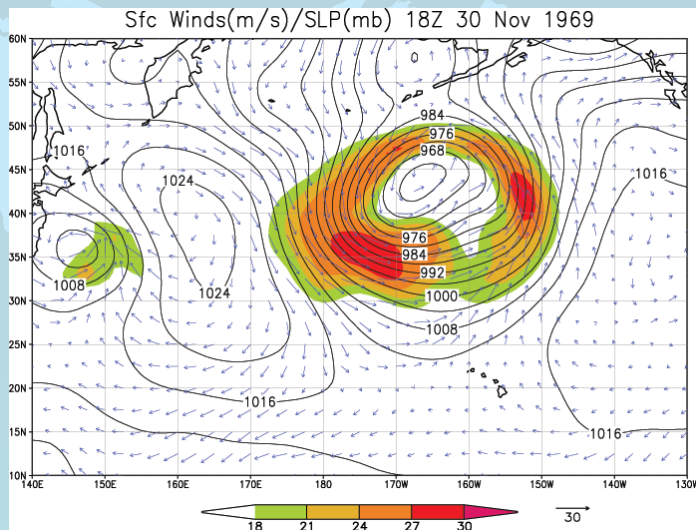 Sfc Winds(m/s)/SLP(mb) 18Z 30 Nov 1969
60N
55N
984
50N
976
1016
968
45N
1024
1016
40N
976
984
35N
1008
992
1024
1000
30N
1008
25N
20N
1016
15N
1016
10N
140E 150E 160E 170E 180 170W 160W 150W 140W 130W
18 21 24 27 30
30